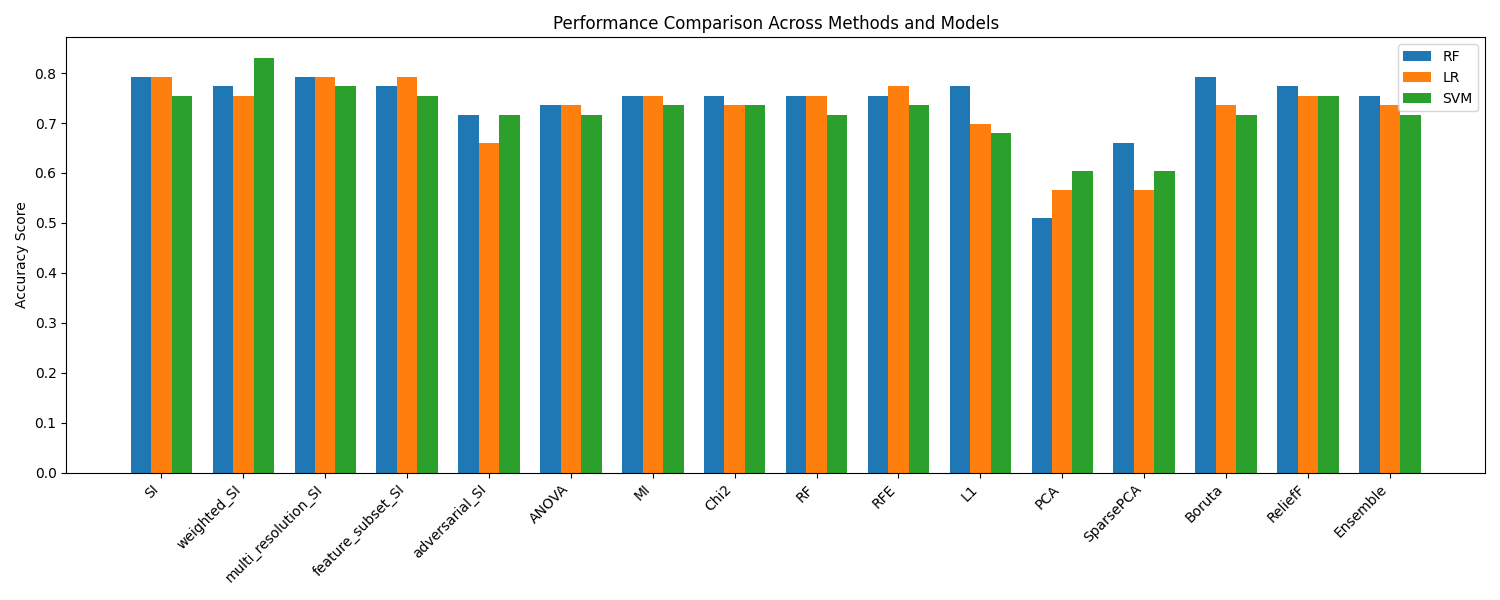 Performance Comparison Across Methods and Models
RF
LR
SVM
Accuracy Score
0.8
0.7
0.6
0.5
0.4
0.3
0.2
0.1
0.0
SI
weighted_SI
multi_resolution_SI
feature_subset_SI
adversarial_SI
ANOVA
MI
Chi2
RF
RFE
L1
PCA
SparsePCA
Boruta
ReliefF
Ensemble